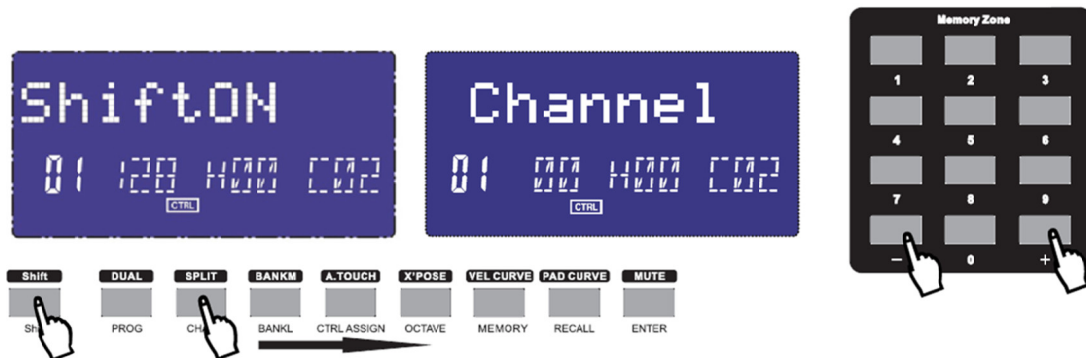 ShiftON
01 128 H00 C02
CTRL
Channel
01 00 H00 C02
CTRL
Memory Zone
1 2 3
4 5 6
7 8 9
- 0 +
Shift DUAL SPLIT BANKM A.TOUCH X'POSE VEL CURVE PAD CURVE MUTE
PROG BANKL CTRL ASSIGN OCTAVE MEMORY RECALL ENTER